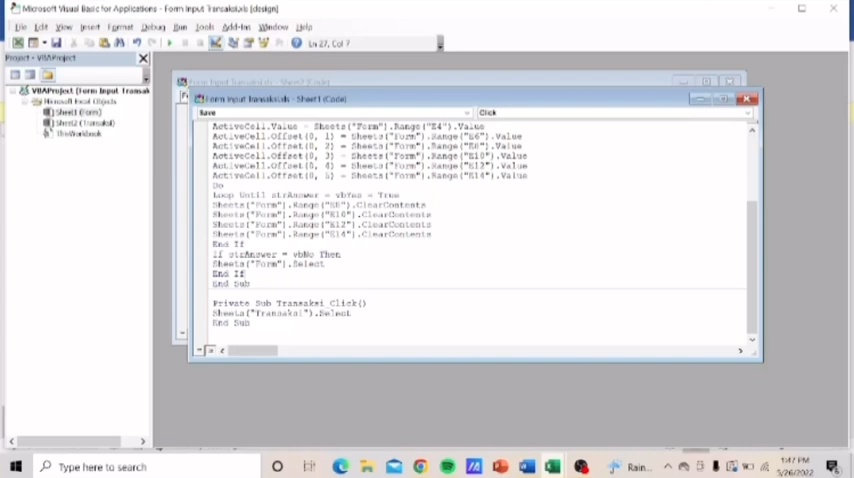 Microsoft Visual Basic for Applications - Form Input Transaksi.xls [design]
File Edit View Insert Format Debug Run Tools Add-Ins Window Help
Ln 27, Col 7
Project - VBAProject
VBAProject (Form Input Transak
Microsoft Excel Objects
Sheet1 (Form)
Sheet2 (Transaksi)
ThisWorkbook
Form Input Transaksi.xls - Sheet2 (Code)
Form Input Transaksi.xls - Sheet1 (Code)
Save
Click
ActiveCell.Value = Sheets("Form").Range("E4").Value
ActiveCell.Offset(0, 1) = Sheets("Form").Range("E6").Value
ActiveCell.Offset(0, 2) = Sheets("Form").Range("E8").Value
ActiveCell.Offset(0, 3) = Sheets("Form").Range("E10").Value
ActiveCell.Offset(0, 4) = Sheets("Form").Range("E12").Value
ActiveCell.Offset(0, 5) = Sheets("Form").Range("E14").Value
Do
Loop Until strAnswer = vbYes = True
Sheets("Form").Range("E8").ClearContents
Sheets("Form").Range("E10").ClearContents
Sheets("Form").Range("E12").ClearContents
Sheets("Form").Range("E14").ClearContents
End If
If strAnswer = vbNo Then
Sheets("Form").Select
End If
End Sub
Private Sub Transaksi_Click()
Sheets("Transaksi").Select
End Sub
Type here to search
Rain...
1:47 PM
5/26/2022